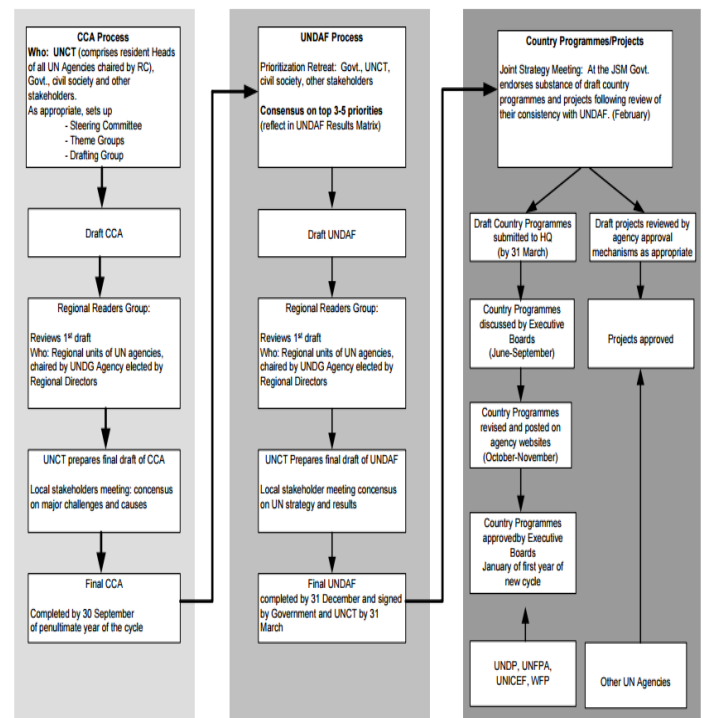 CCA Process
Who: UNCT (comprises resident Heads
of all UN Agencies chaired by RC),
Govt., civil society and other
stakeholders.
As appropriate, sets up
- Steering Committee
- Theme Groups
- Drafting Group
Draft CCA
Regional Readers Group:
Reviews 1st draft
Who: Regional units of UN agencies,
chaired by UNDG Agency elected by
Regional Directors
UNCT prepares final draft of CCA
Local stakeholders meeting: concensus
on major challenges and causes
Final CCA
Completed by 30 September
of penultimate year of the cycle
UNDAF Process
Prioritization Retreat: Govt., UNCT,
civil society, other stakeholders
Consensus on top 3-5 priorities
(reflect in UNDAF Results Matrix)
Draft UNDAF
Regional Readers Group:
Reviews 1st draft
Who: Regional units of UN agencies,
chaired by UNDG Agency elected by
Regional Directors
UNCT Prepares final draft of UNDAF
Local stakeholder meeting concensus
on UN strategy and results
Final UNDAF
completed by 31 December and signed
by Government and UNCT by 31
March
Country Programmes/Projects
Joint Strategy Meeting: At the JSM Govt.
endorses substance of draft country
programmes and projects following review of
their consistency with UNDAF. (February)
Draft Country Programmes
submitted to HQ
(by 31 March)
Country Programmes
discussed by Executive
Boards
(June-September)
Country Programmes
revised and posted on
agency websites
(October-November)
Country Programmes
approvedby Executive
Boards
January of first year of
new cycle
UNDP, UNFPA,
UNICEF, WFP
Draft projects reviewed by
agency approval
mechanisms as appropriate
Projects approved
Other UN Agencies